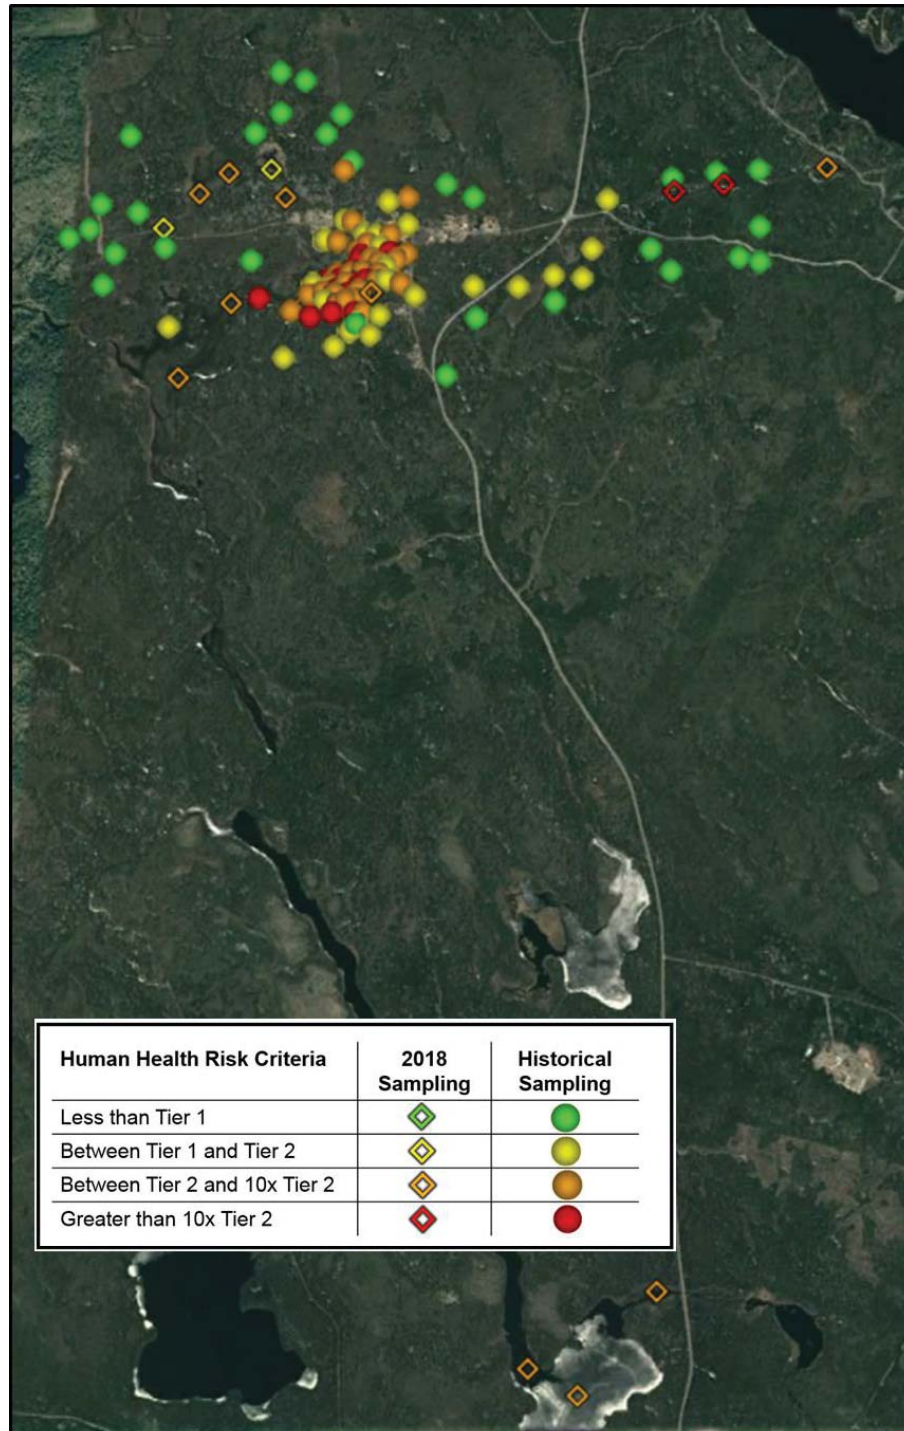 Human Health Risk Criteria 2018 Historical
Sampling Sampling
Less than Tier 1
Between Tier 1 and Tier 2
Between Tier 2 and 10x Tier 2
Greater than 10x Tier 2